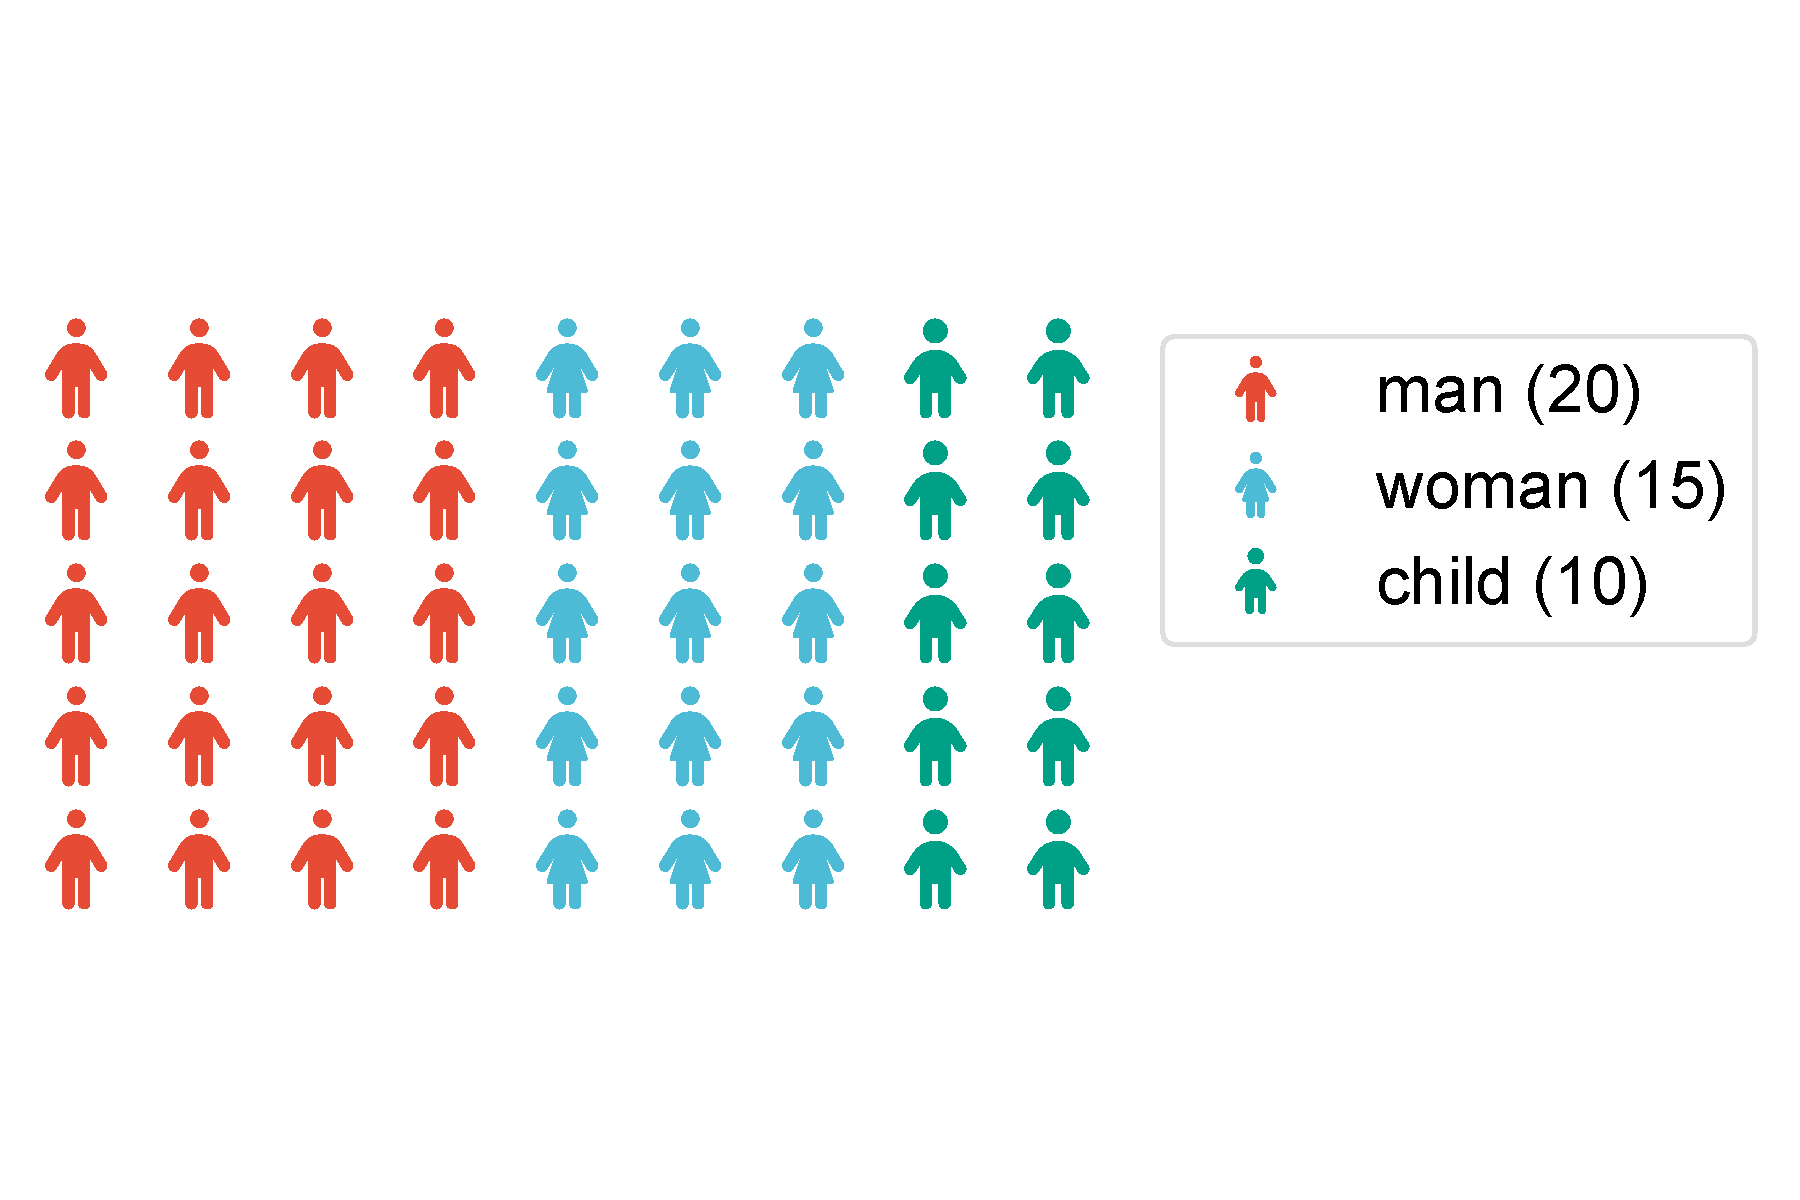 man (20)
woman (15)
child (10)